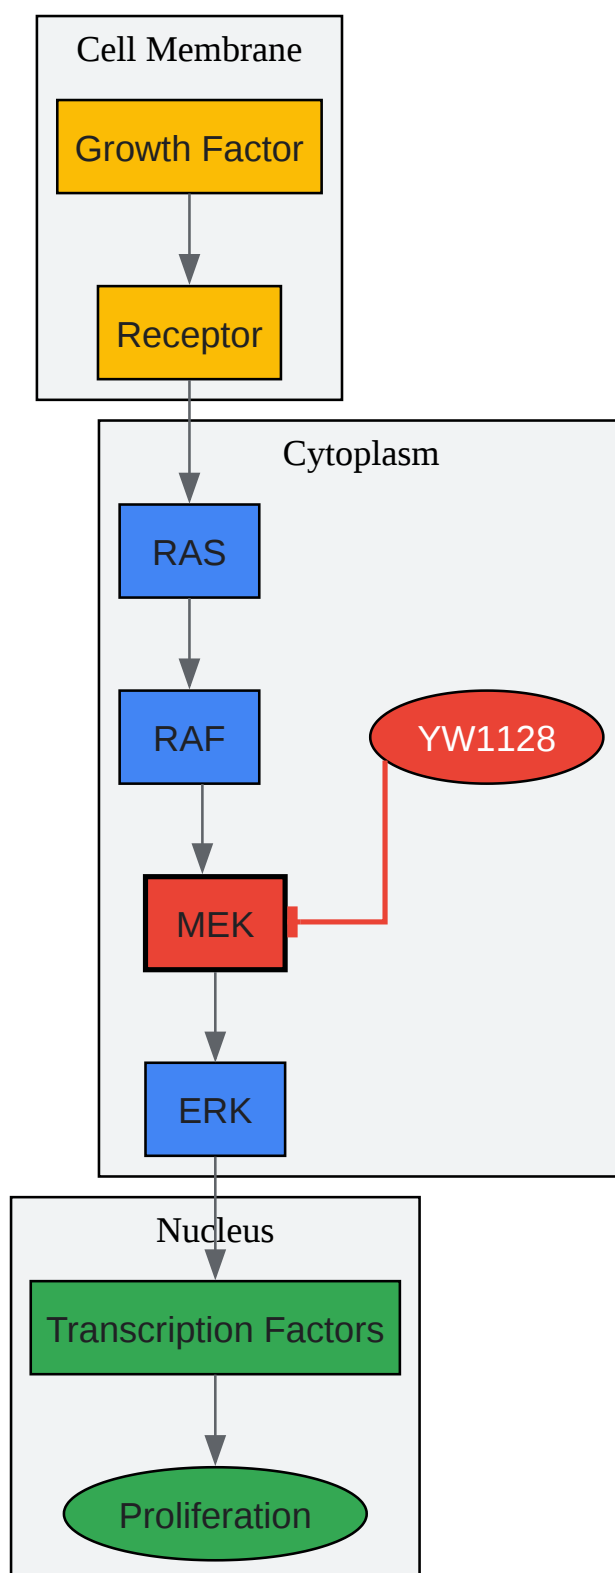 Cell Membrane
Growth Factor
Receptor
Cytoplasm
RAS
RAF
YW1128
MEK
ERK
Nucleus
Transcription Factors
Proliferation